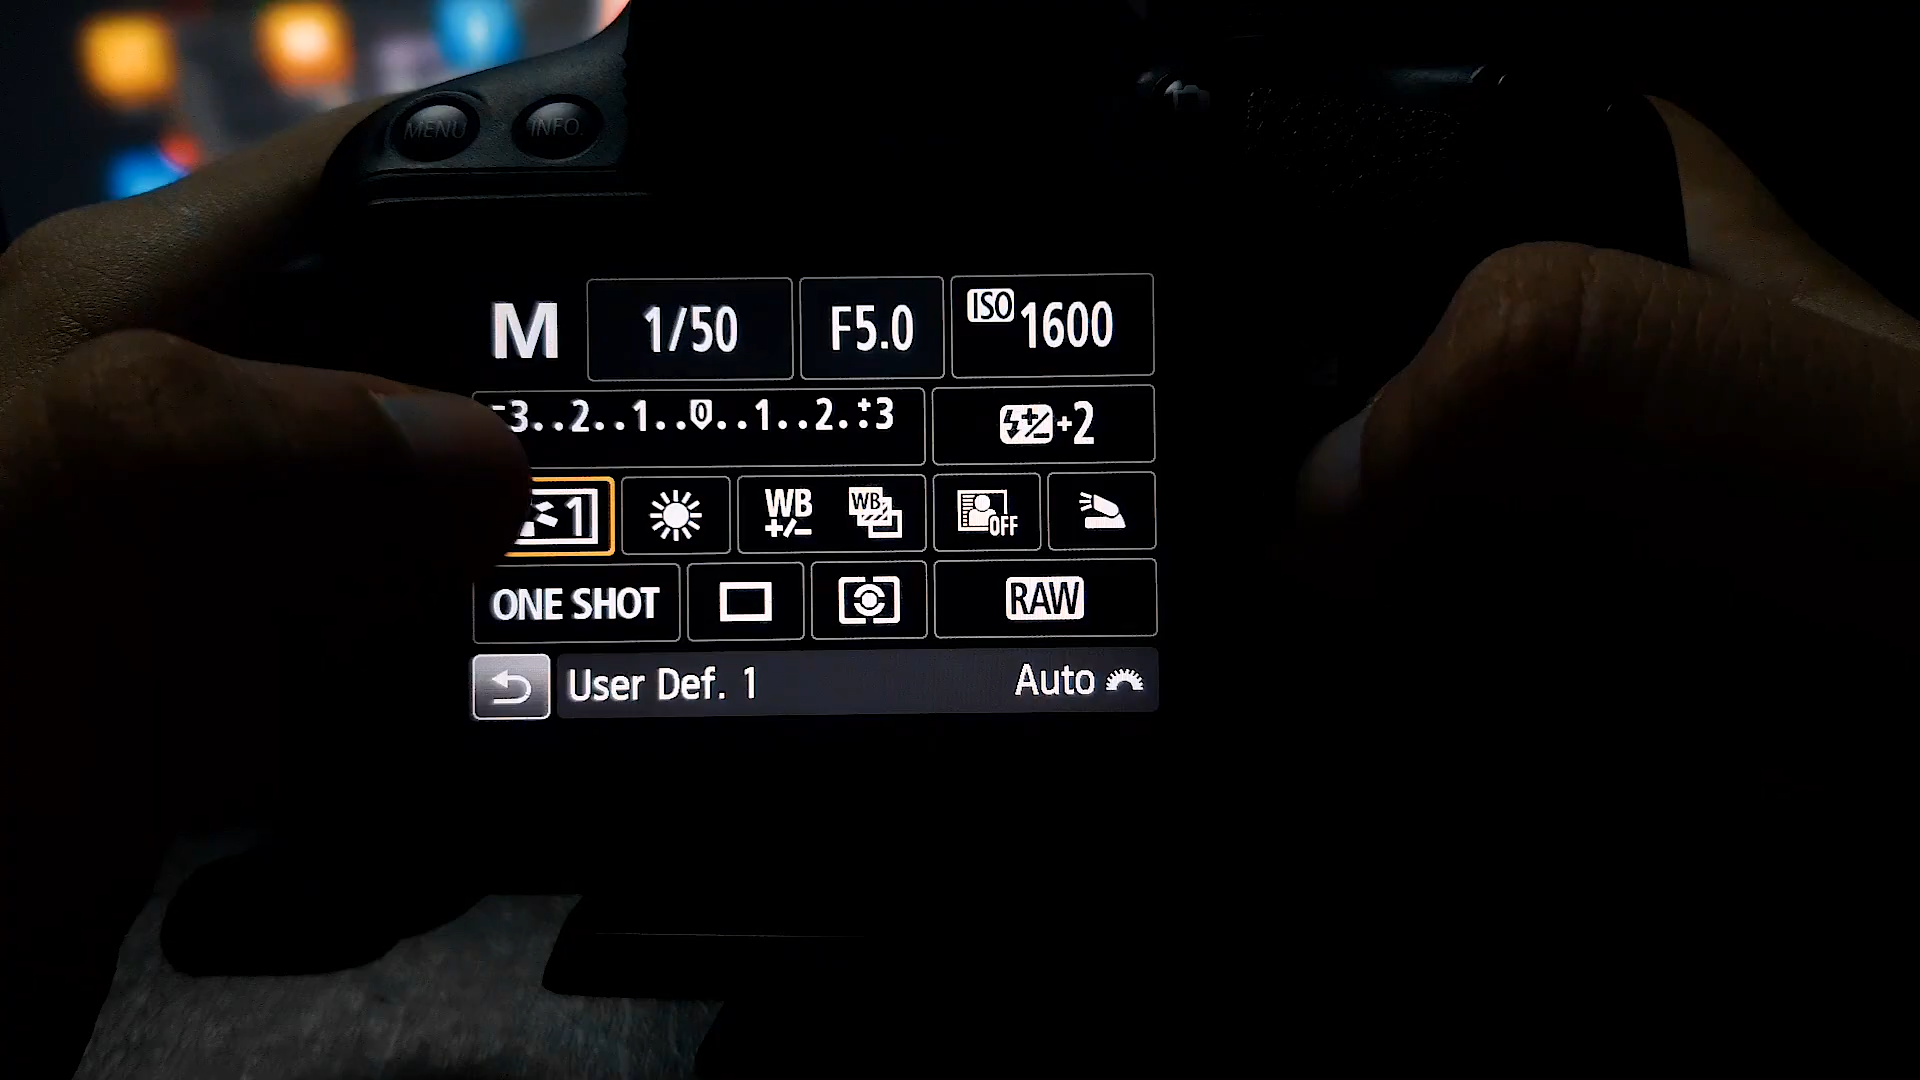 MENU INFO.
M 1/50 F5.0 ISO 1600
-3..2..1..0..1..2.:+3 +2
1 WB +/- WB OFF
ONE SHOT RAW
User Def. 1 Auto